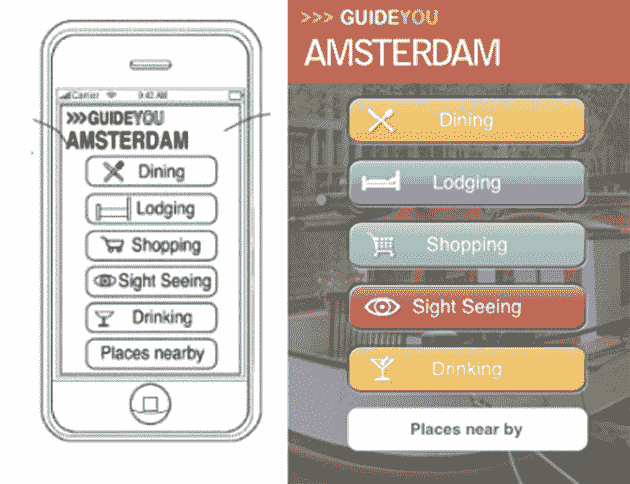 Carrier 9:42 AM
>>>GUIDEYOU
AMSTERDAM
Dining
Lodging
Shopping
Sight Seeing
Drinking
Places nearby
>>> GUIDEYOU
AMSTERDAM
Dining
Lodging
Shopping
Sight Seeing
Drinking
Places near by